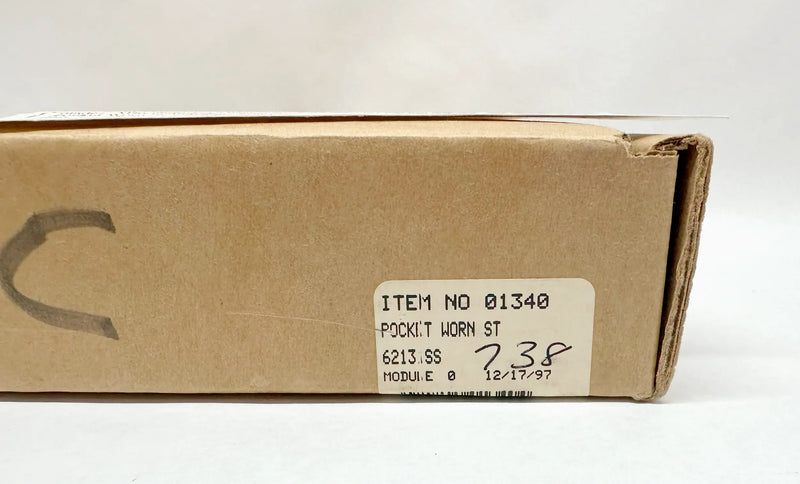 C
ITEM NO 01340
POCKET WORN ST
6213.SS 738
MODULE 0 12/17/97